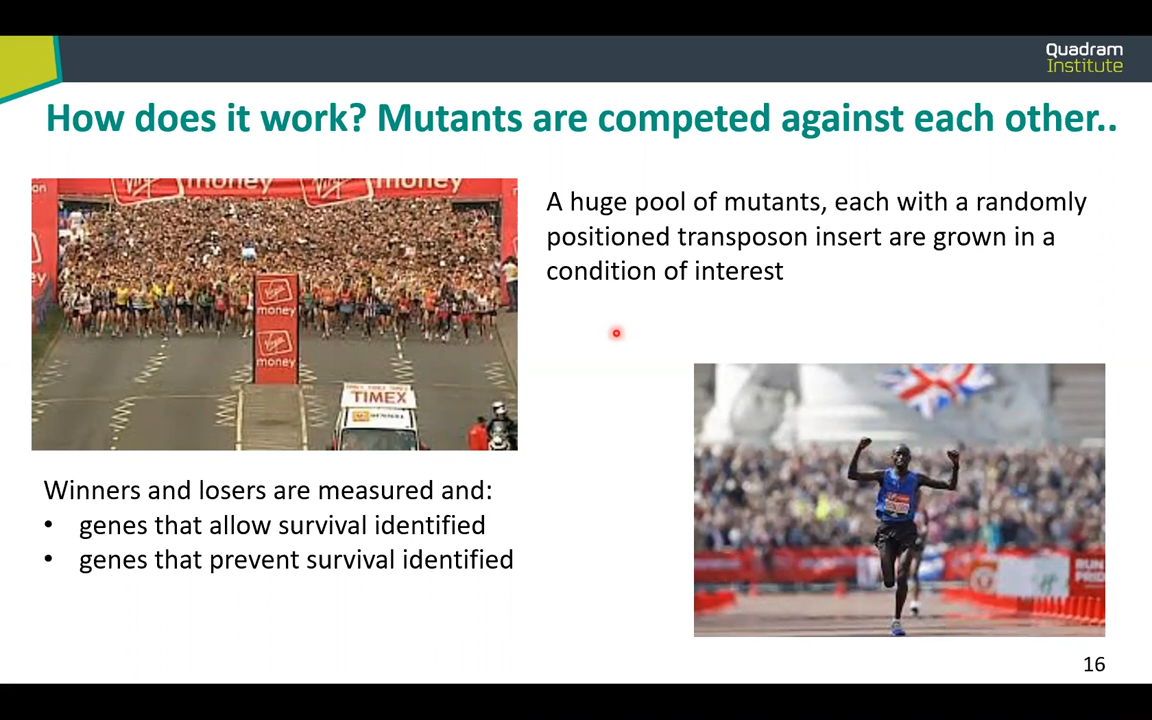 Quadram
Institute
How does it work? Mutants are competed against each other..
money
money
A huge pool of mutants, each with a randomly
positioned transposon insert are grown in a
condition of interest
Virgin
money
Virgin
money
TIMEX
Winners and losers are measured and:
• genes that allow survival identified
• genes that prevent survival identified
RUN
PRID
16